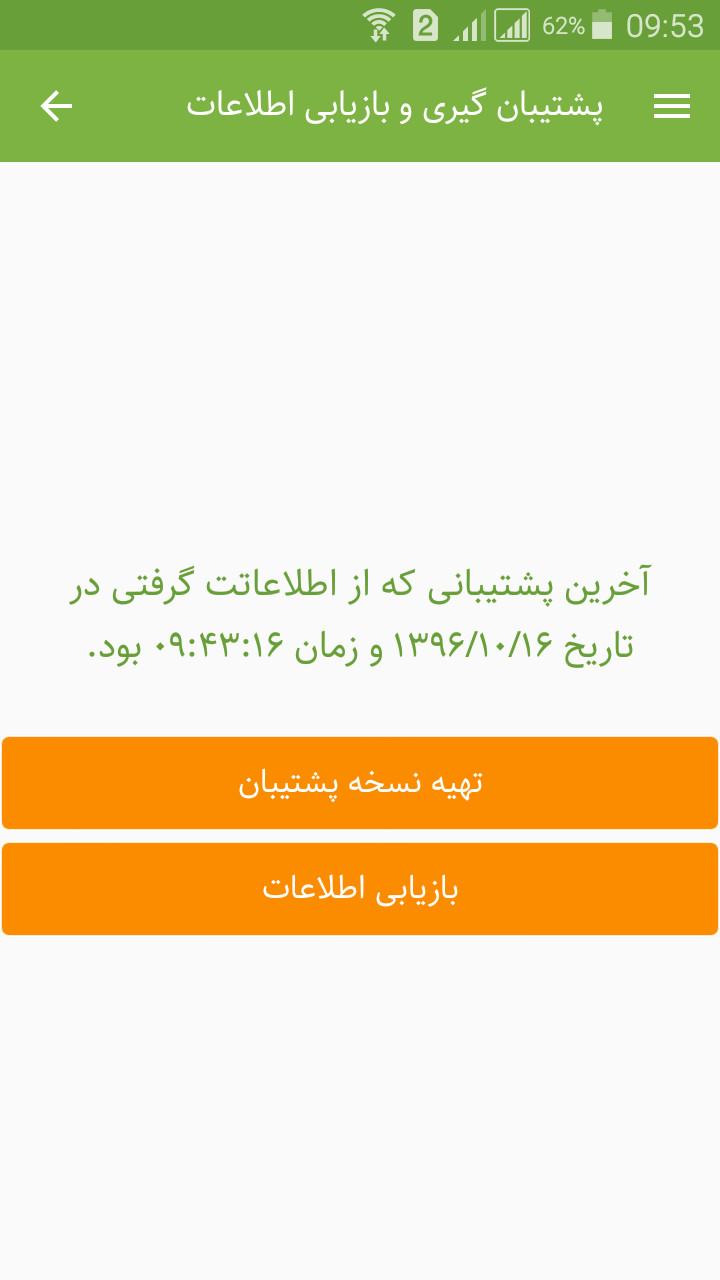 2 62% 09:53
پشتیبان گیری و بازیابی اطلاعات
آخرین پشتیبانی که از اطلاعاتت گرفتی در
تاریخ ۱۳۹۶/۱۰/۱۶ و زمان ۰۹:۴۳:۱۶ بود.
تهیه نسخه پشتیبان
بازیابی اطلاعات